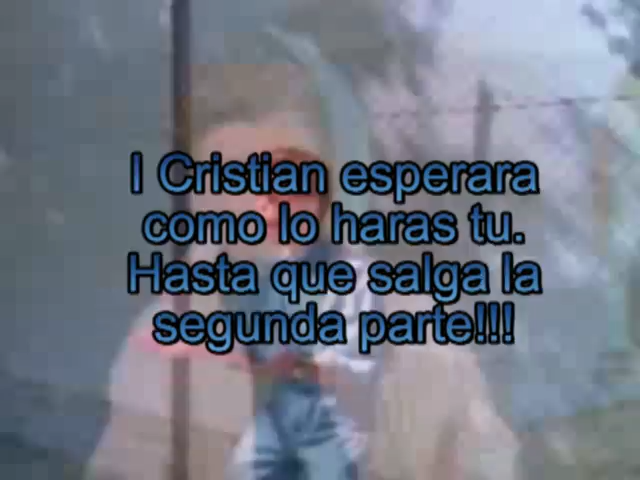 I Cristian esperara
como lo haras tu.
Hasta que salga la
segunda parte!!!